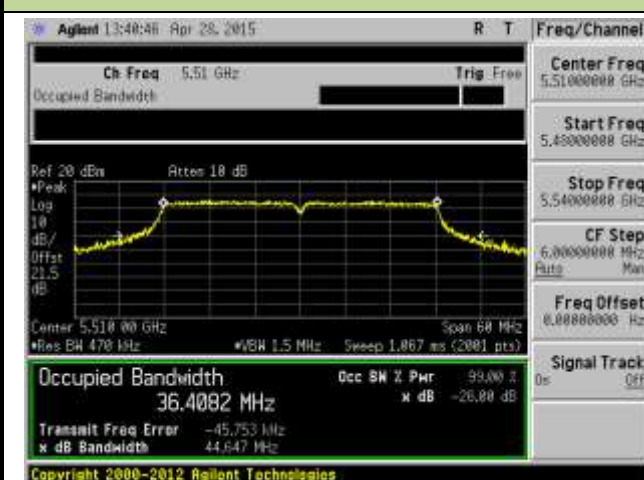 Agilent 13:40:46 Apr 28, 2015 R T
Freq/Channel
Ch Freq 5.51 GHz Trig Free
Occupied Bandwidth
Center Freq
5.51000000 GHz
Start Freq
5.48000000 GHz
Stop Freq
5.54000000 GHz
CF Step
6.00000000 MHz
Auto Man
Freq Offset
0.00000000 Hz
Signal Track
On Off
Ref 20 dBm Atten 10 dB
•Peak
Log
10
dB/
Offst
21.5
dB
Center 5.510 00 GHz Span 60 MHz
•Res BW 470 kHz •VBW 1.5 MHz Sweep 1.067 ms (2001 pts)
Occupied Bandwidth Occ BW % Pwr 99.00 %
36.4082 MHz x dB -26.00 dB
Transmit Freq Error -45.753 kHz
x dB Bandwidth 44.647 MHz
Copyright 2000-2012 Agilent Technologies